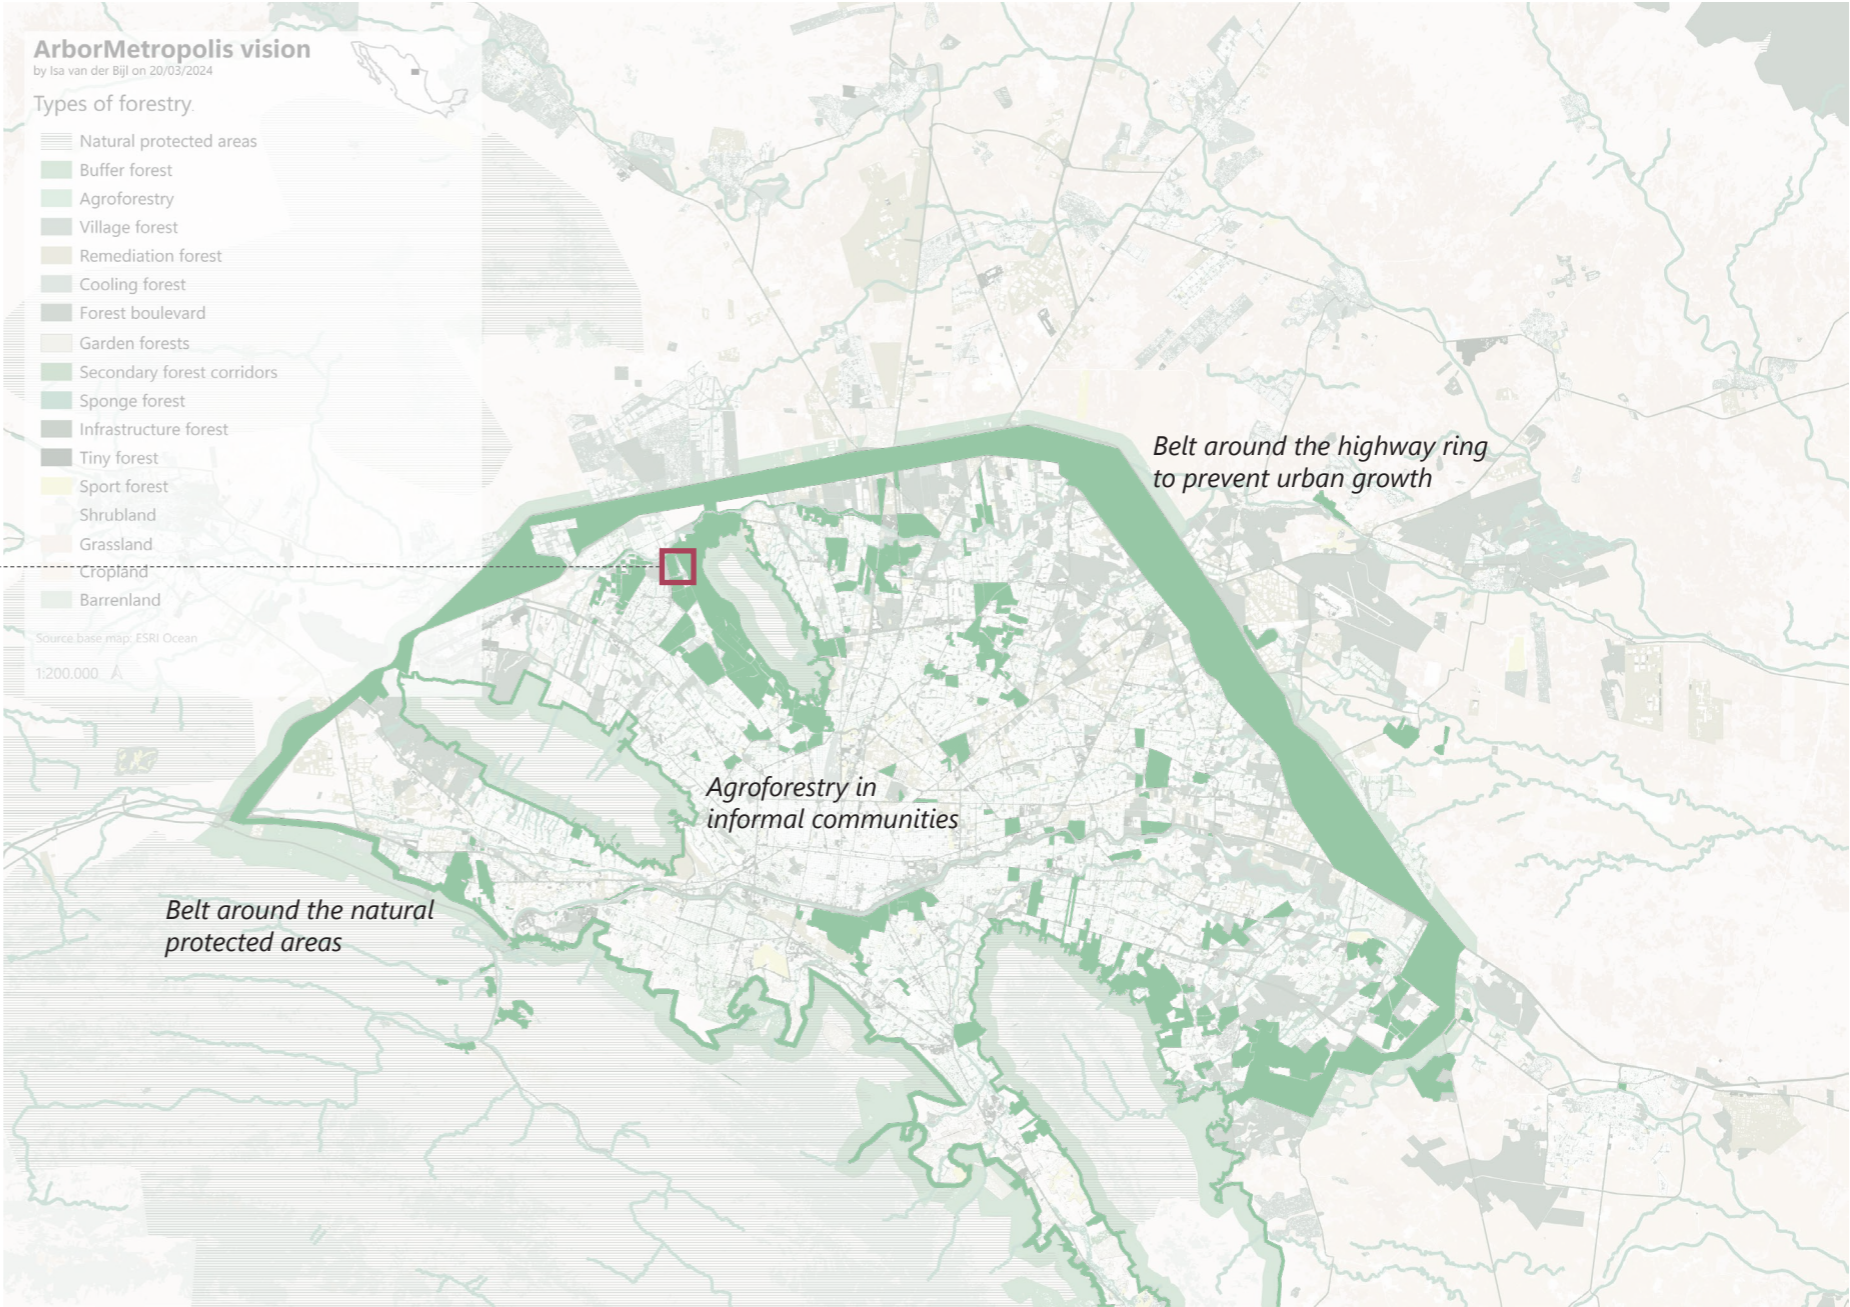 ArborMetropolis vision
by Isa van der Bijl on 20/03/2024
Types of forestry
Natural protected areas
Buffer forest
Agroforestry
Village forest
Remediation forest
Cooling forest
Forest boulevard
Garden forests
Secondary forest corridors
Sponge forest
Infrastructure forest
Tiny forest
Sport forest
Shrubland
Grassland
Cropland
Barrenland
Source base map: ESRI Ocean
1:200.000
Belt around the highway ring
to prevent urban growth
Agroforestry in
informal communities
Belt around the natural
protected areas